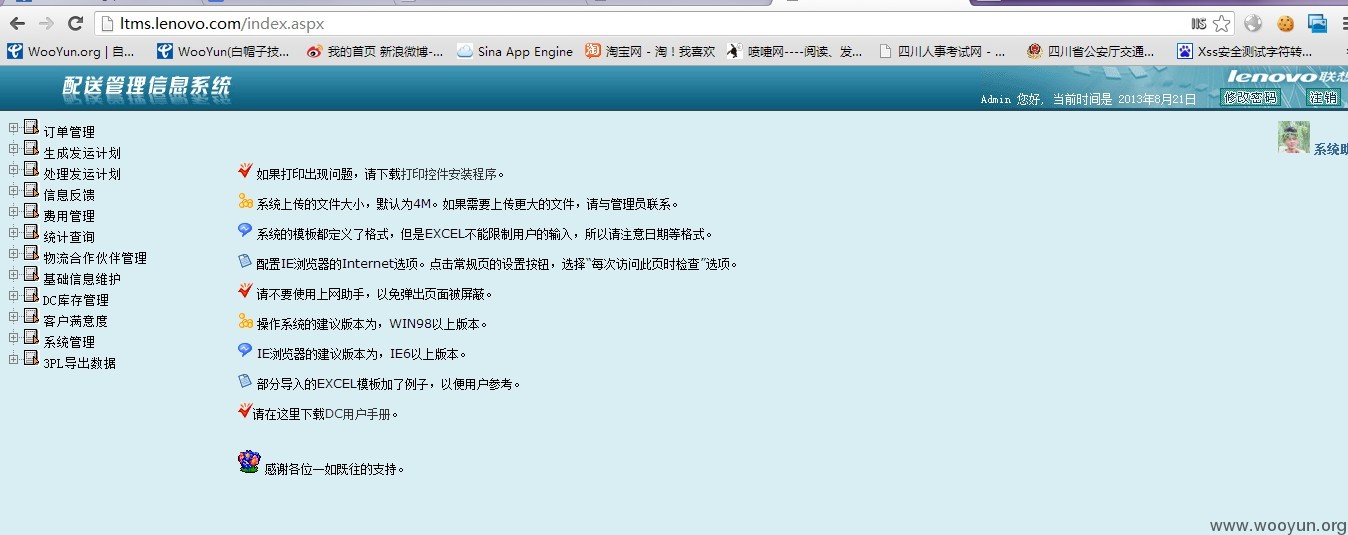 ltms.lenovo.com/index.aspx
IIS
WooYun.org | 自... WooYun(白帽子技... 我的首页 新浪微博-... Sina App Engine 淘宝网 - 淘！我喜欢 喷嚏网----阅读、发... 四川人事考试网 - ... 四川省公安厅交通... Xss安全测试字符转...
配送管理信息系统
lenovo联想
Admin 您好, 当前时间是 2013年8月21日 修改密码 注销
订单管理
生成发运计划
处理发运计划
信息反馈
费用管理
统计查询
物流合作伙伴管理
基础信息维护
DC库存管理
客户满意度
系统管理
3PL导出数据
系统助
如果打印出现问题，请下载打印控件安装程序。
系统上传的文件大小，默认为4M。如果需要上传更大的文件，请与管理员联系。
系统的模板都定义了格式，但是EXCEL不能限制用户的输入，所以请注意日期等格式。
配置IE浏览器的Internet选项。点击常规页的设置按钮，选择“每次访问此页时检查”选项。
请不要使用上网助手，以免弹出页面被屏蔽。
操作系统的建议版本为，WIN98以上版本。
IE浏览器的建议版本为，IE6以上版本。
部分导入的EXCEL模板加了例子，以便用户参考。
请在这里下载DC用户手册。
感谢各位一如既往的支持。
www.wooyun.org